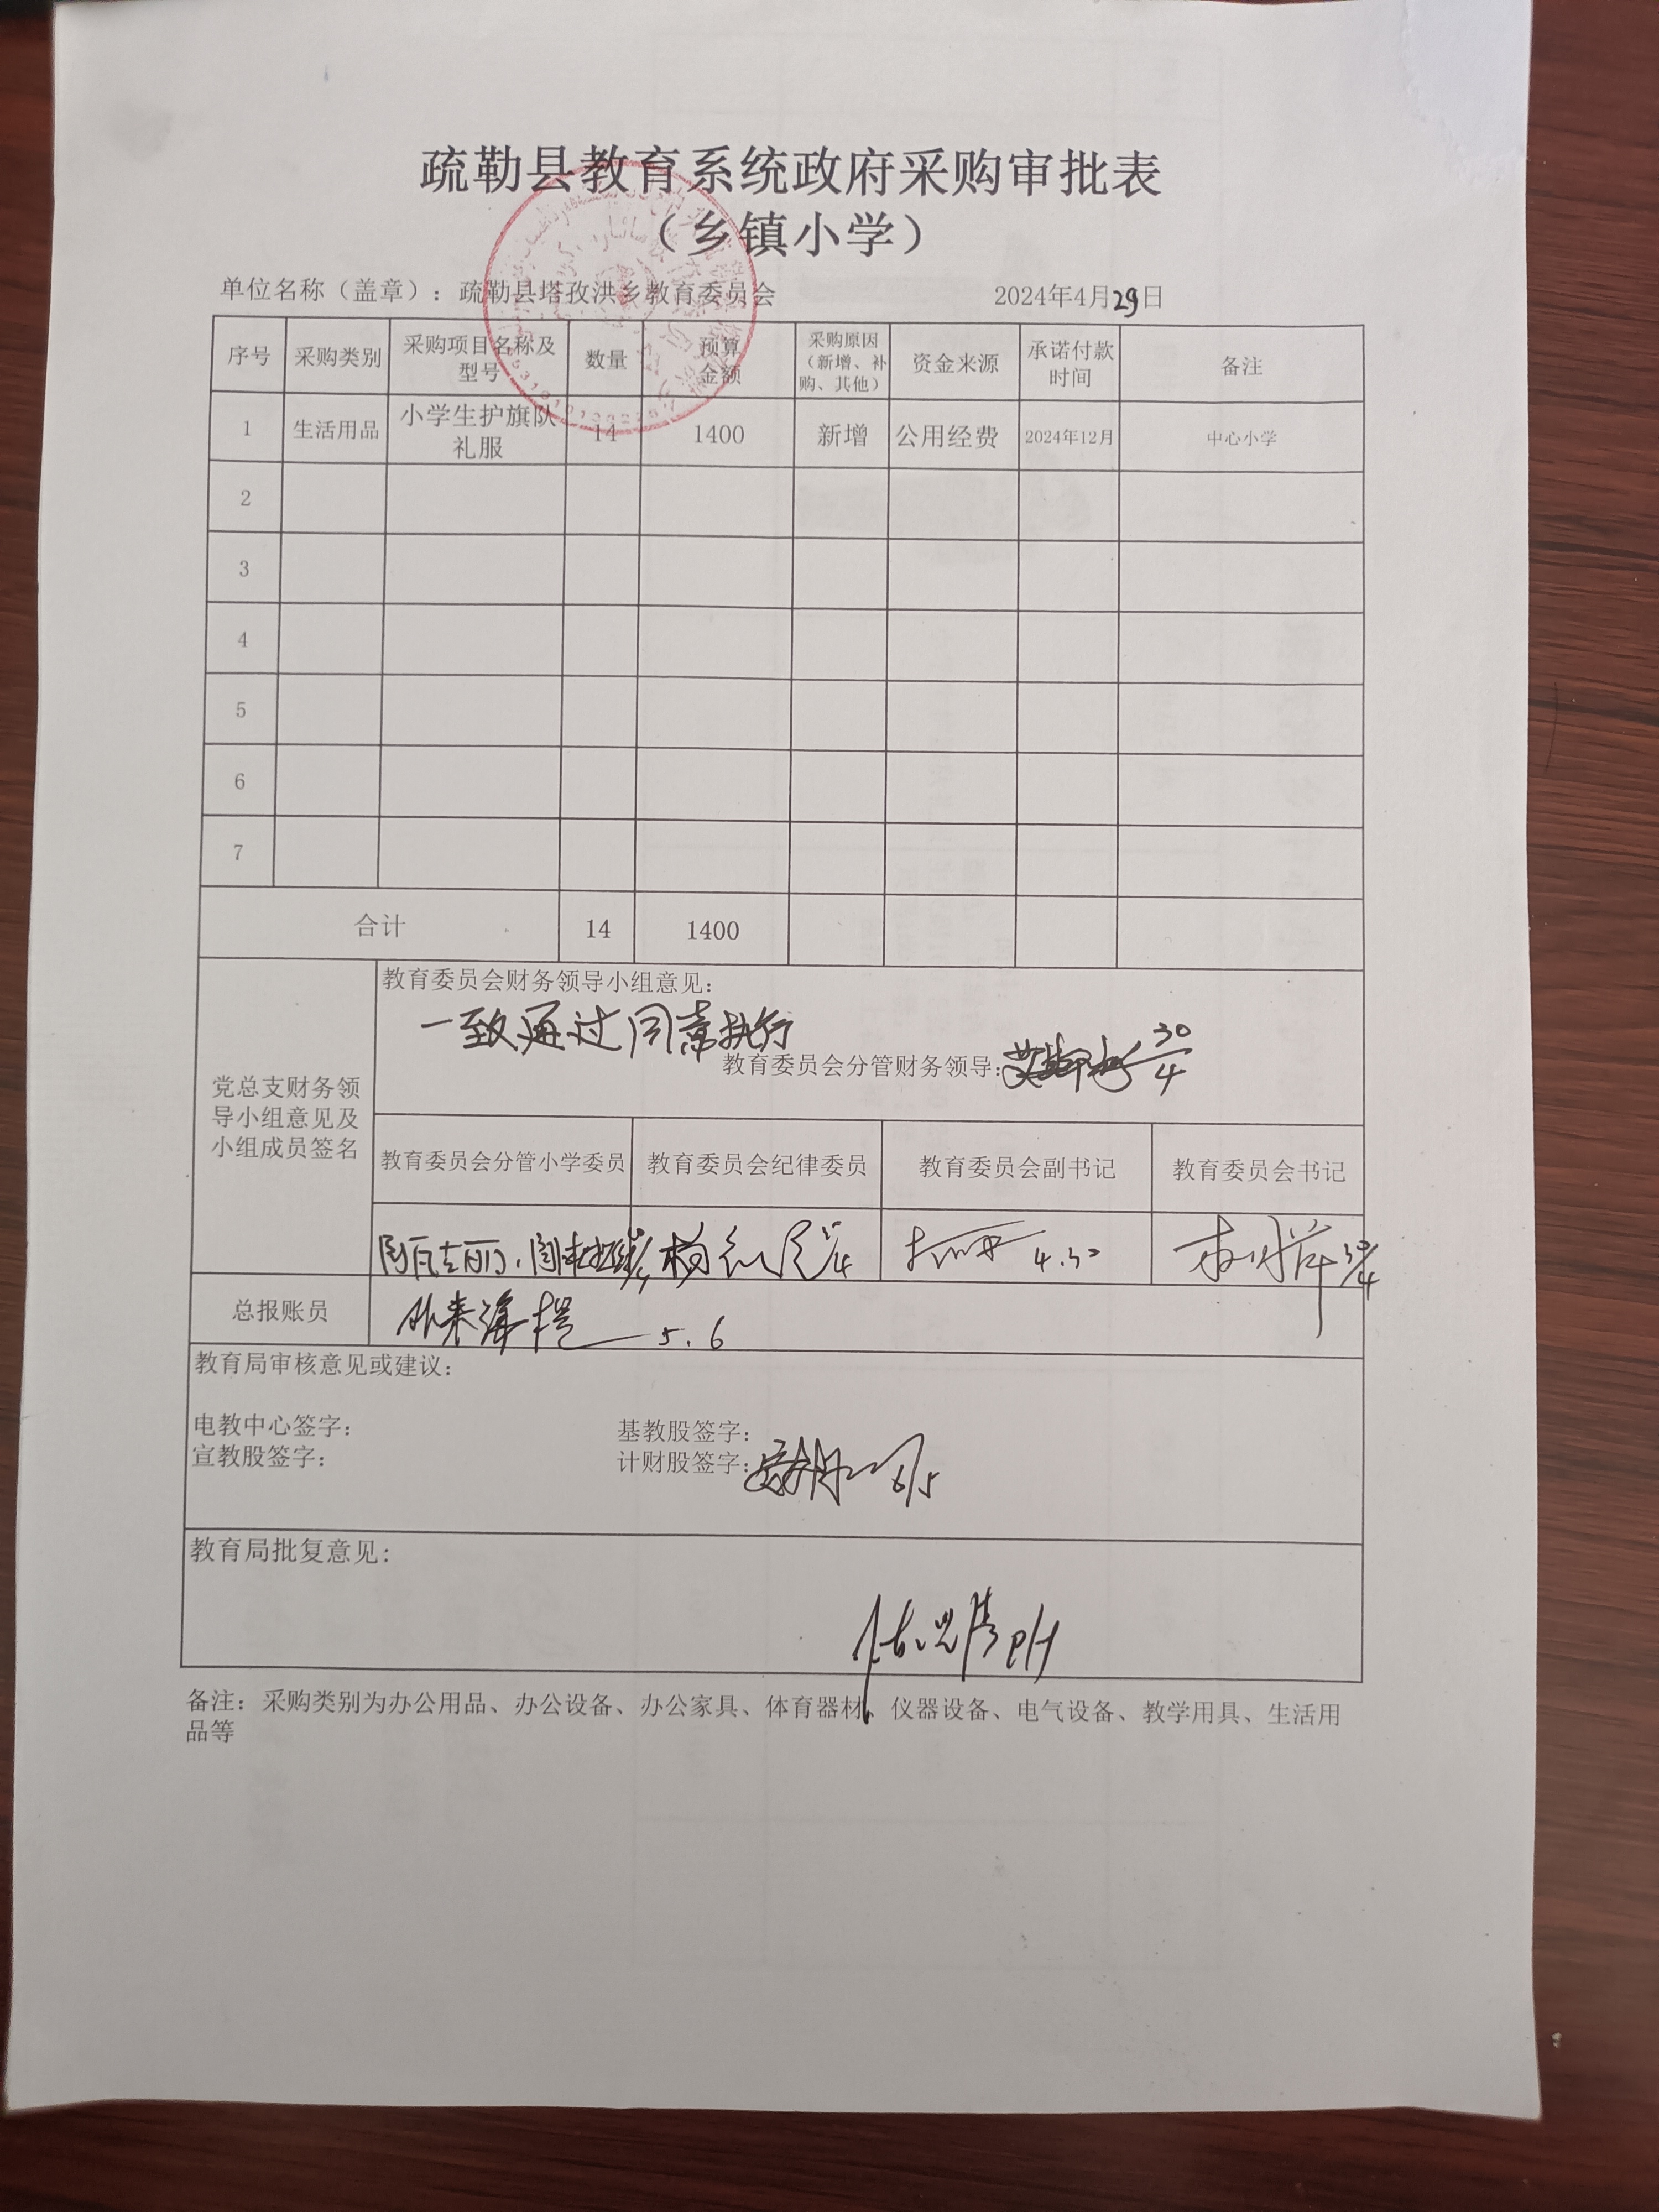 疏勒县教育系统政府采购审批表
（乡镇小学）
单位名称（盖章）：疏勒县塔孜洪乡教育委员会 2024年4月29日
序号 采购类别 采购项目名称及型号 数量 预算金额 采购原因（新增、补购、其他） 资金来源 承诺付款时间 备注
1 生活用品 小学生护旗队礼服 14 1400 新增 公用经费 2024年12月 中心小学
2
3
4
5
6
7
合计 14 1400
党总支财务领导小组意见及小组成员签名
教育委员会财务领导小组意见：
一致通过同意执行
教育委员会分管财务领导： 30/4
教育委员会分管小学委员 教育委员会纪律委员 教育委员会副书记 教育委员会书记
4.30 30/4
总报账员 5.6
教育局审核意见或建议：
电教中心签字： 基教股签字：
宣教股签字： 计财股签字： 6/5
教育局批复意见：
备注：采购类别为办公用品、办公设备、办公家具、体育器材、仪器设备、电气设备、教学用具、生活用
品等